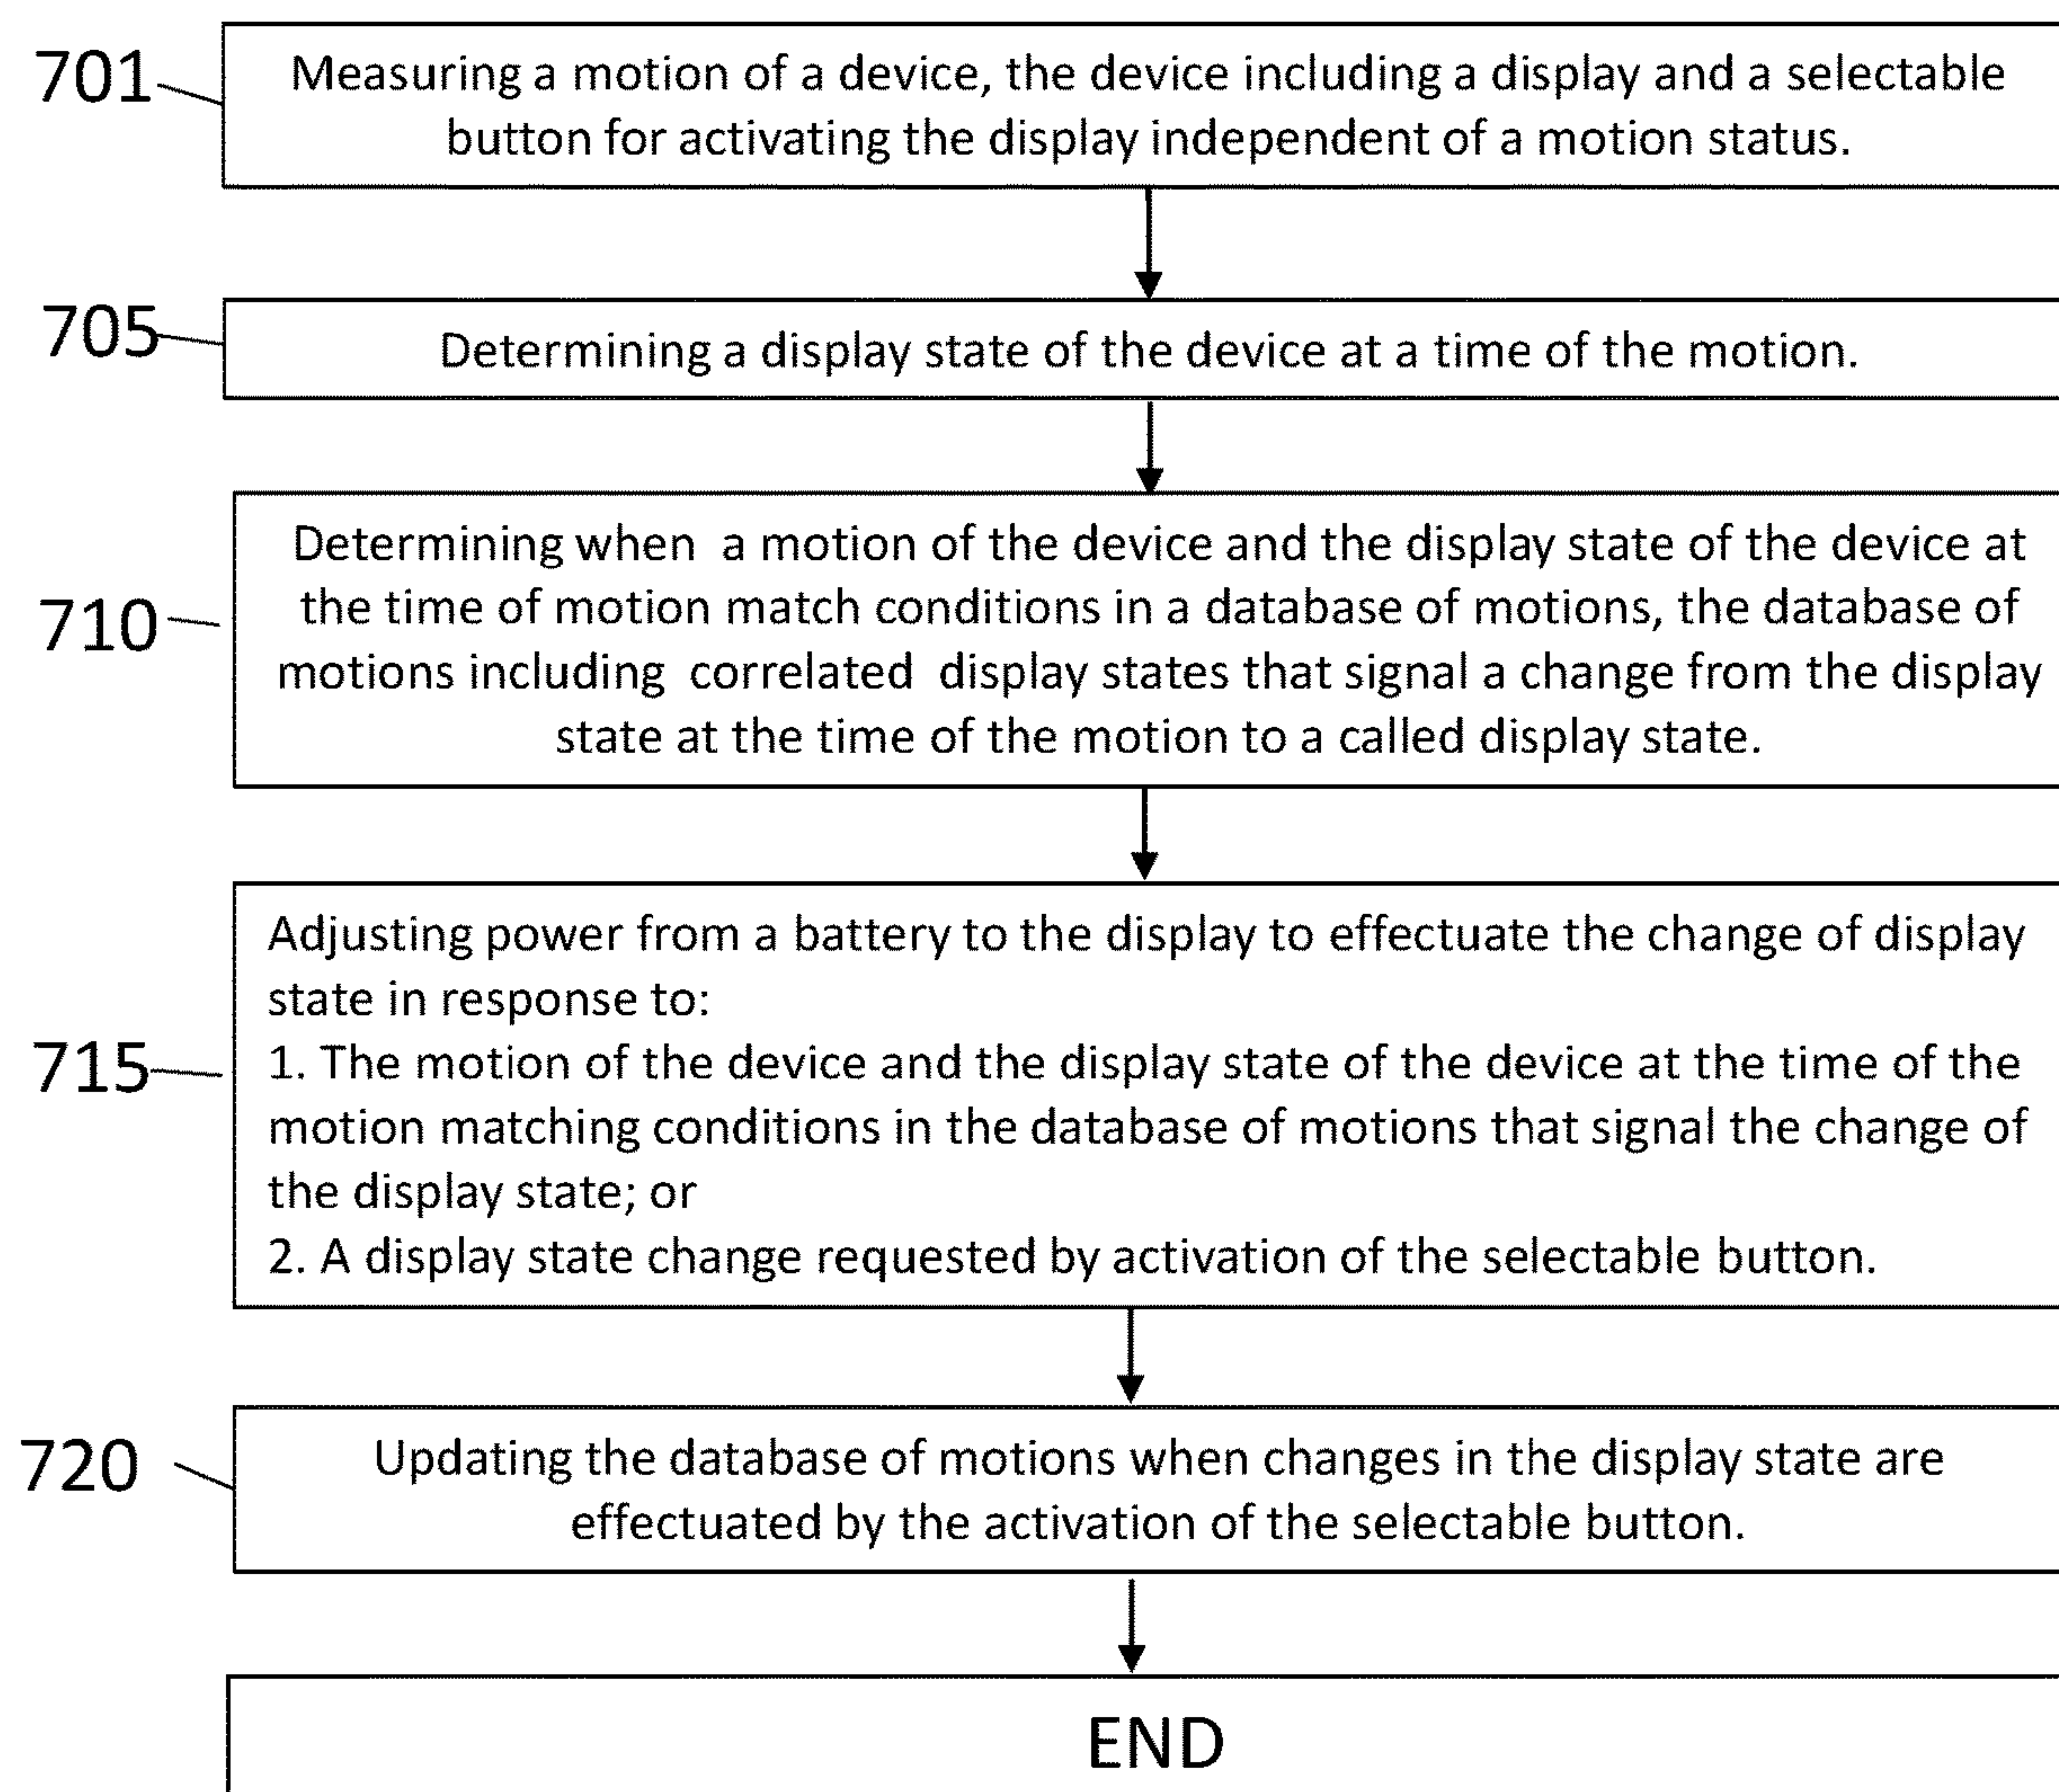 701
Measuring a motion of a device, the device including a display and a selectable
button for activating the display independent of a motion status.
705
Determining a display state of the device at a time of the motion.
710
Determining when a motion of the device and the display state of the device at
the time of motion match conditions in a database of motions, the database of
motions including correlated display states that signal a change from the display
state at the time of the motion to a called display state.
715
Adjusting power from a battery to the display to effectuate the change of display
state in response to:
1. The motion of the device and the display state of the device at the time of the
motion matching conditions in the database of motions that signal the change of
the display state; or
2. A display state change requested by activation of the selectable button.
720
Updating the database of motions when changes in the display state are
effectuated by the activation of the selectable button.
END